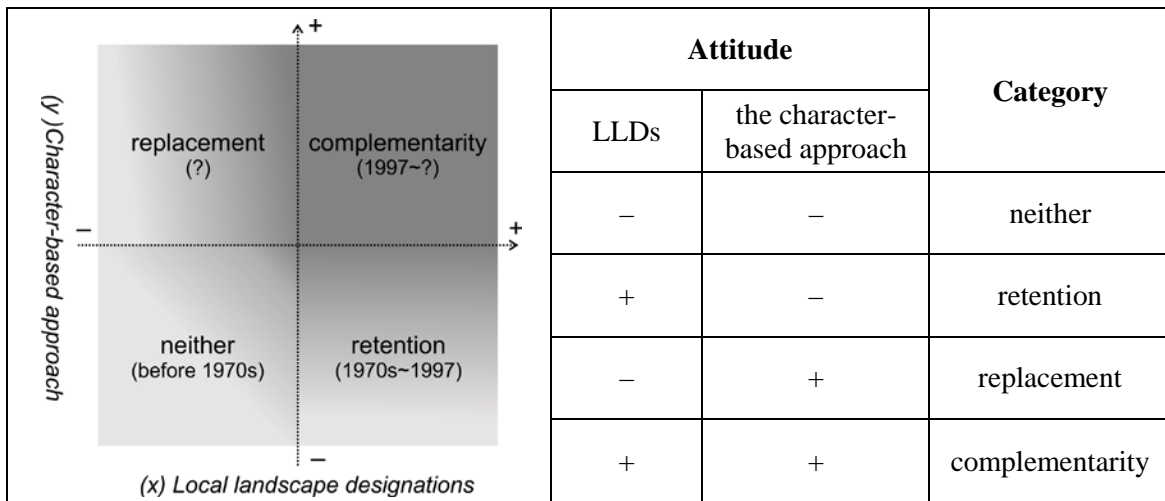 +
replacement
(?)
complementarity
(1997~?)
(y )Character-based approach
–
+
neither
(before 1970s)
retention
(1970s~1997)
–
(x) Local landscape designations
Attitude
Category
LLDs
the character-
based approach
– – neither
+ – retention
– + replacement
+ + complementarity